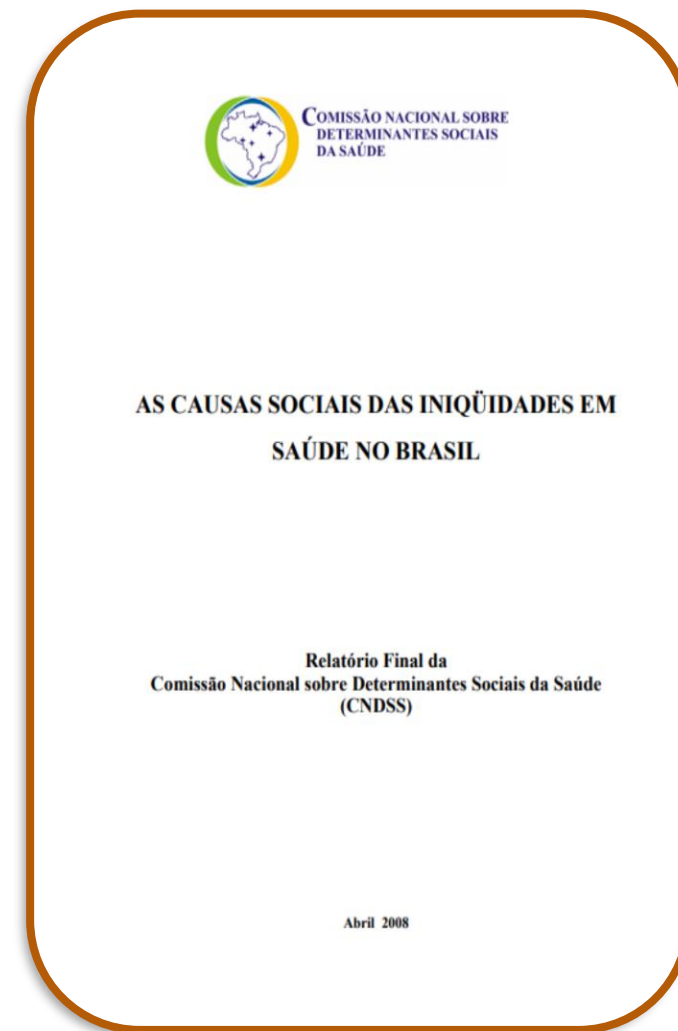 COMISSÃO NACIONAL SOBRE
DETERMINANTES SOCIAIS
DA SAÚDE
AS CAUSAS SOCIAIS DAS INIQÜIDADES EM
SAÚDE NO BRASIL
Relatório Final da
Comissão Nacional sobre Determinantes Sociais da Saúde
(CNDSS)
Abril 2008